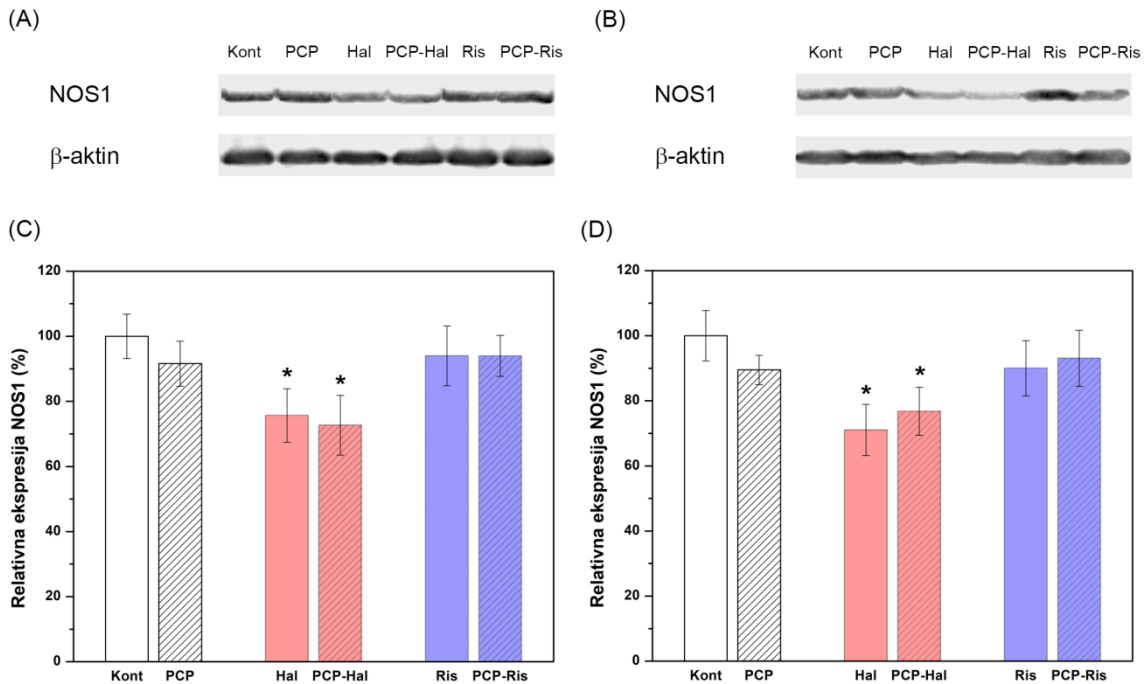 (A)
Kont PCP Hal PCP-Hal Ris PCP-Ris
NOS1
β-aktin
(B)
Kont PCP Hal PCP-Hal Ris PCP-Ris
NOS1
β-aktin
(C)
Relativna ekspresija NOS1 (%)
120
100
80
60
40
20
0
* *
Kont PCP Hal PCP-Hal Ris PCP-Ris
(D)
Relativna ekspresija NOS1 (%)
120
100
80
60
40
20
0
* *
Kont PCP Hal PCP-Hal Ris PCP-Ris